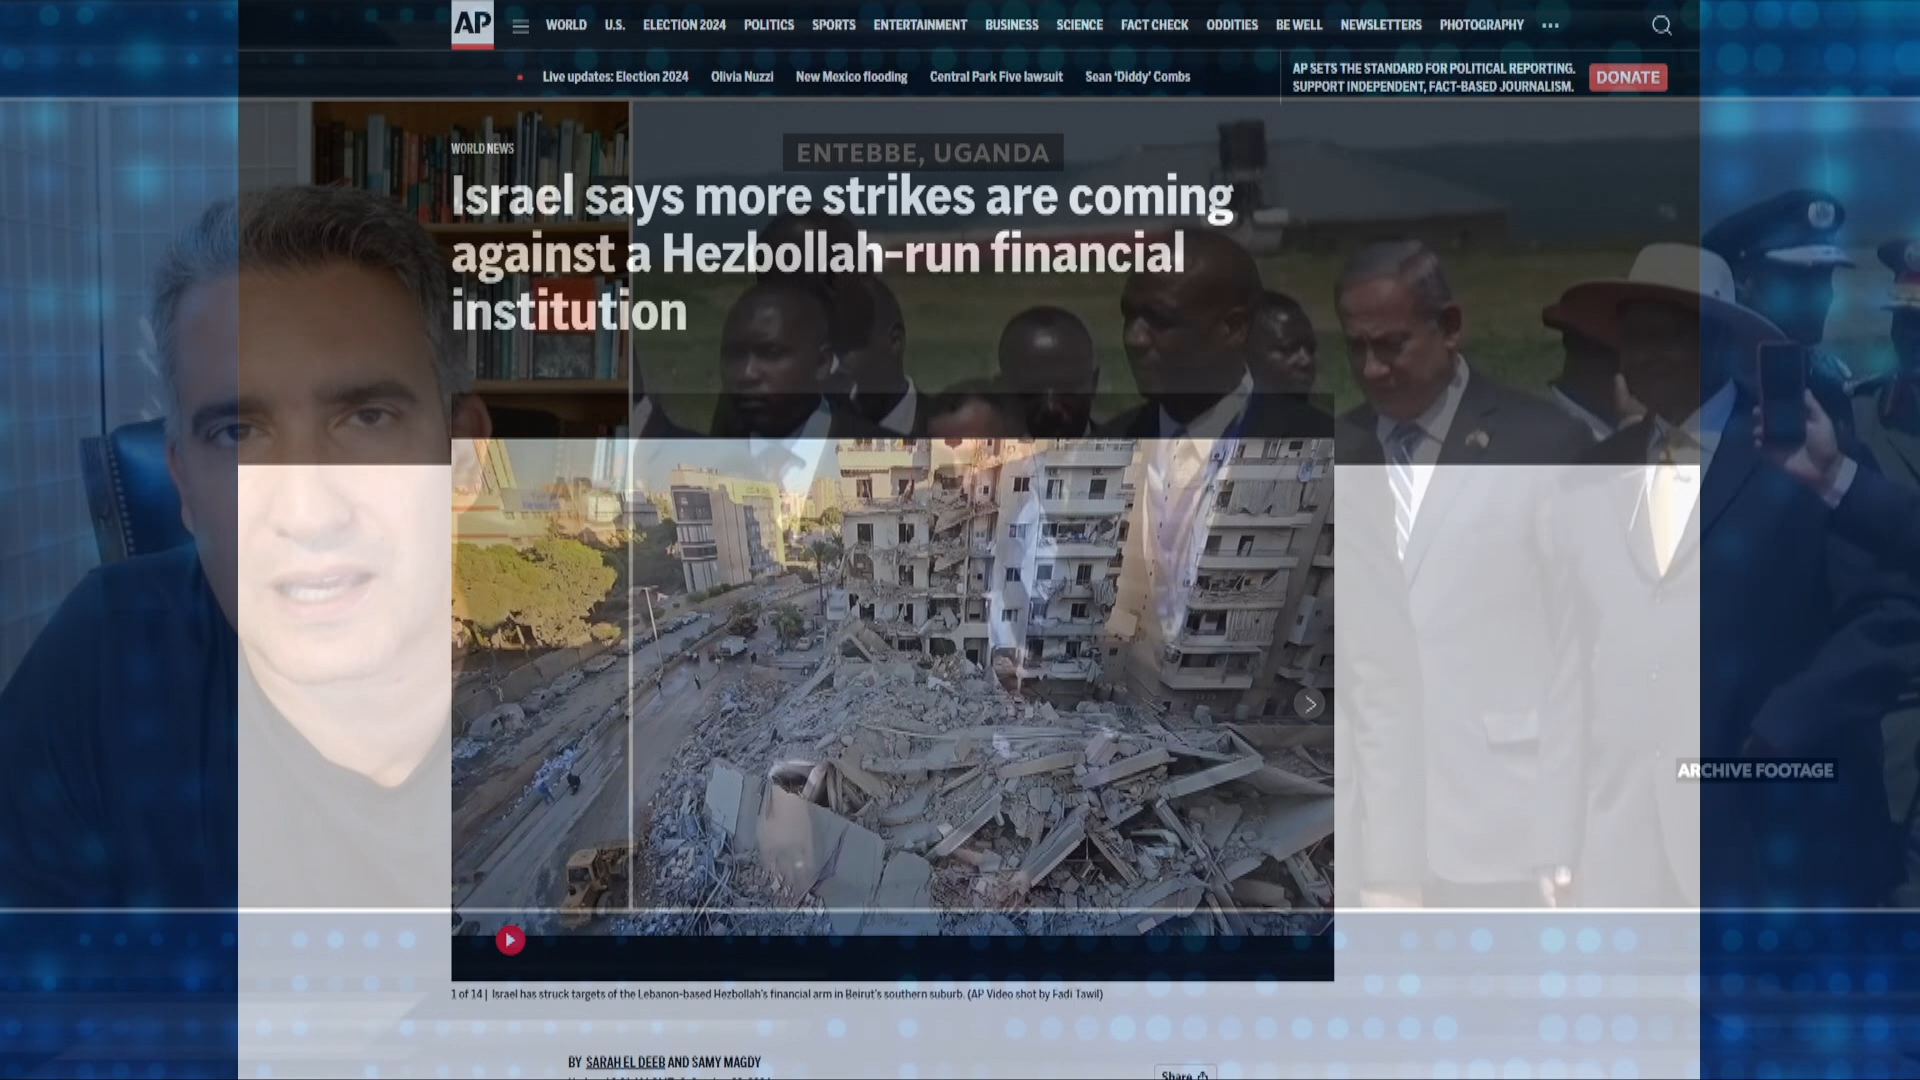 AP
WORLD U.S. ELECTION 2024 POLITICS SPORTS ENTERTAINMENT BUSINESS SCIENCE FACT CHECK ODDITIES BE WELL NEWSLETTERS PHOTOGRAPHY ...
Live updates: Election 2024 Olivia Nuzzi New Mexico flooding Central Park Five lawsuit Sean 'Diddy' Combs
AP SETS THE STANDARD FOR POLITICAL REPORTING.
SUPPORT INDEPENDENT, FACT-BASED JOURNALISM.
DONATE
WORLD NEWS
ENTEBBE, UGANDA
Israel says more strikes are coming
against a Hezbollah-run financial
institution
ARCHIVE FOOTAGE
1 of 14 | Israel has struck targets of the Lebanon-based Hezbollah's financial arm in Beirut's southern suburb. (AP Video shot by Fadi Tawil)
BY SARAH EL DEEB AND SAMY MAGDY
Share